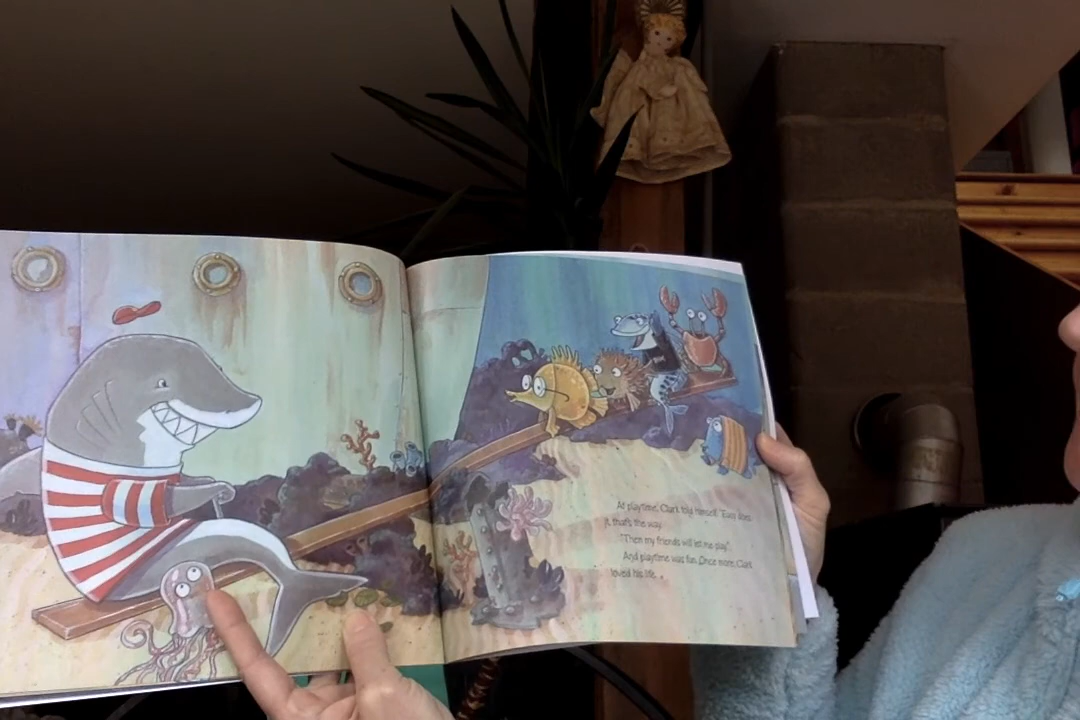 At playtime, Clark told himself, "Easy does
it, that's the way.
"Then my friends will let me play".
And playtime was fun. Once more, Clark
loved his life.